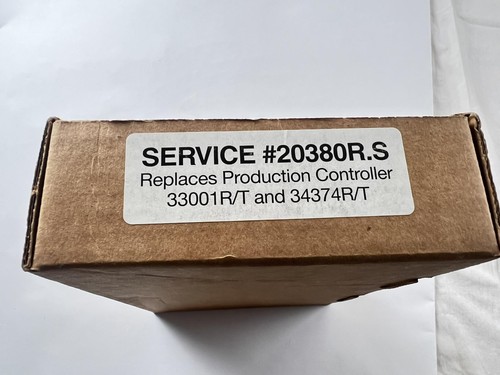 SERVICE #20380R.S
Replaces Production Controller
33001R/T and 34374R/T